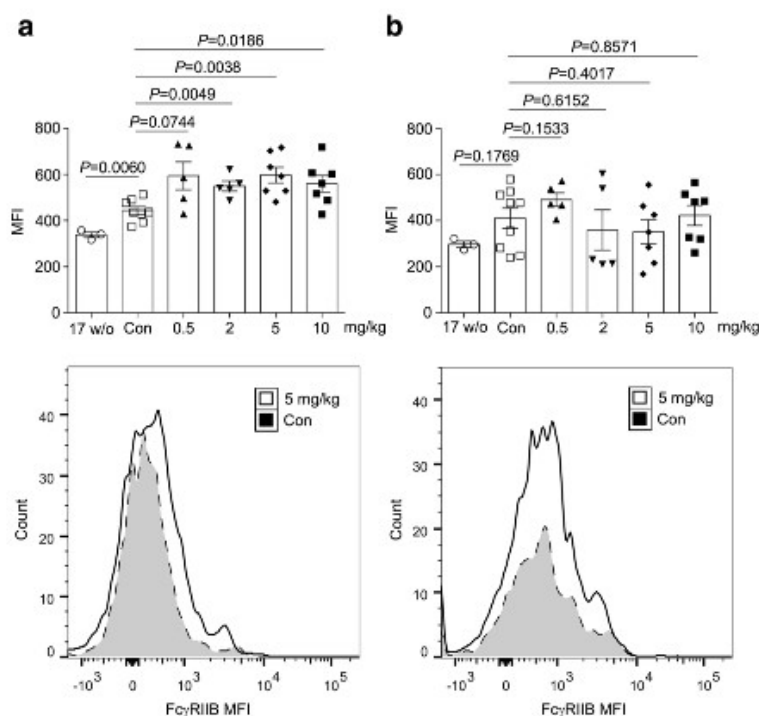 a
P=0.0186
P=0.0038
P=0.0049
P=0.0744
P=0.0060
800
600
400
200
0
MFI
17 w/o Con 0.5 2 5 10 mg/kg
b
P=0.8571
P=0.4017
P=0.6152
P=0.1533
P=0.1769
800
600
400
200
0
MFI
17 w/o Con 0.5 2 5 10 mg/kg
5 mg/kg
Con
40
30
20
10
0
Count
-10³ 0 10³ 10⁴ 10⁵
FcγRIIB MFI
5 mg/kg
Con
40
30
20
10
0
Count
-10³ 0 10³ 10⁴ 10⁵
FcγRIIB MFI